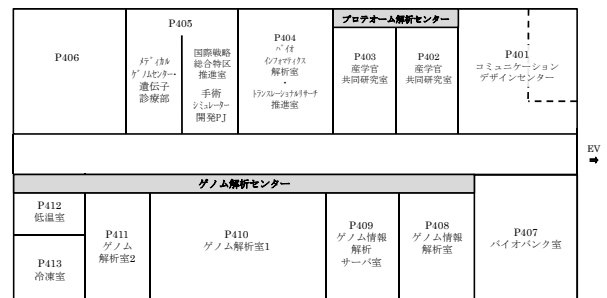 P406
P405
ﾒﾃﾞｨｶﾙ
ｹﾞﾉﾑｾﾝﾀｰ・
遺伝子
診療部
国際戦略
総合特区
推進室
手術
ｼﾐｭﾚｰﾀｰ
開発PJ
P404
ﾊﾞｲｵ
ｲﾝﾌｫﾏﾃｨｸｽ
解析室
・
ﾄﾗﾝｽﾚｰｼｮﾅﾙﾘｻｰﾁ
推進室
プロテオーム解析センター
P403
産学官
共同研究室
P402
産学官
共同研究室
P401
コミュニケーション
デザインセンター
EV
➡
ゲノム解析センター
P412
低温室
P413
冷凍室
P411
ゲノム
解析室2
P410
ゲノム解析室1
P409
ゲノム情報
解析
サーバ室
P408
ゲノム情報
解析室
P407
バイオバンク室